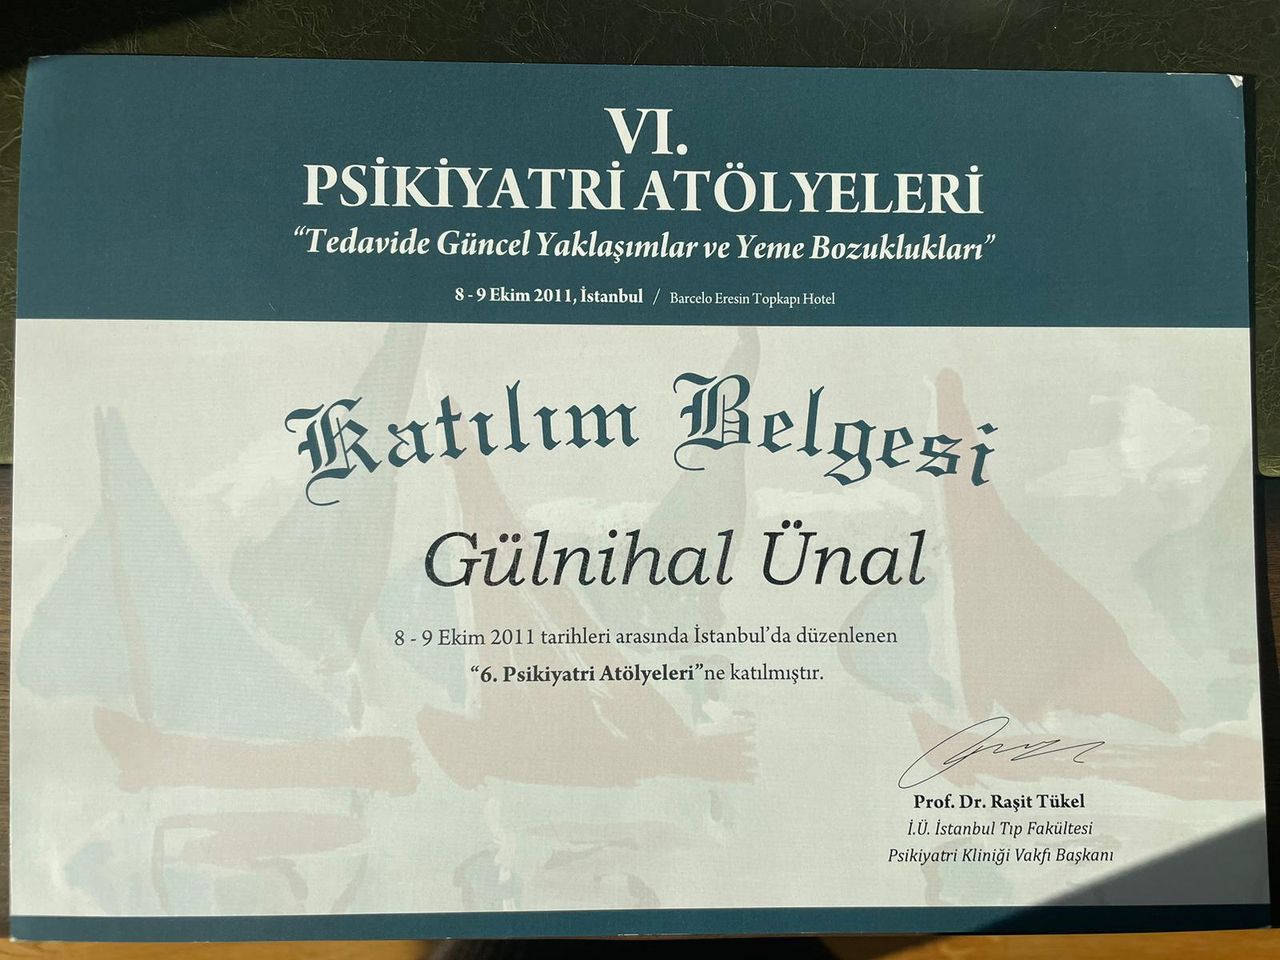 VI.
PSİKİYATRİ ATÖLYELERİ
“Tedavide Güncel Yaklaşımlar ve Yeme Bozuklukları”
8 - 9 Ekim 2011, İstanbul / Barcelo Eresin Topkapı Hotel
Katılım Belgesi
Gülnihal Ünal
8 - 9 Ekim 2011 tarihleri arasında İstanbul’da düzenlenen
“6. Psikiyatri Atölyeleri”ne katılmıştır.
Prof. Dr. Raşit Tükel
İ.Ü. İstanbul Tıp Fakültesi
Psikiyatri Kliniği Vakfı Başkanı